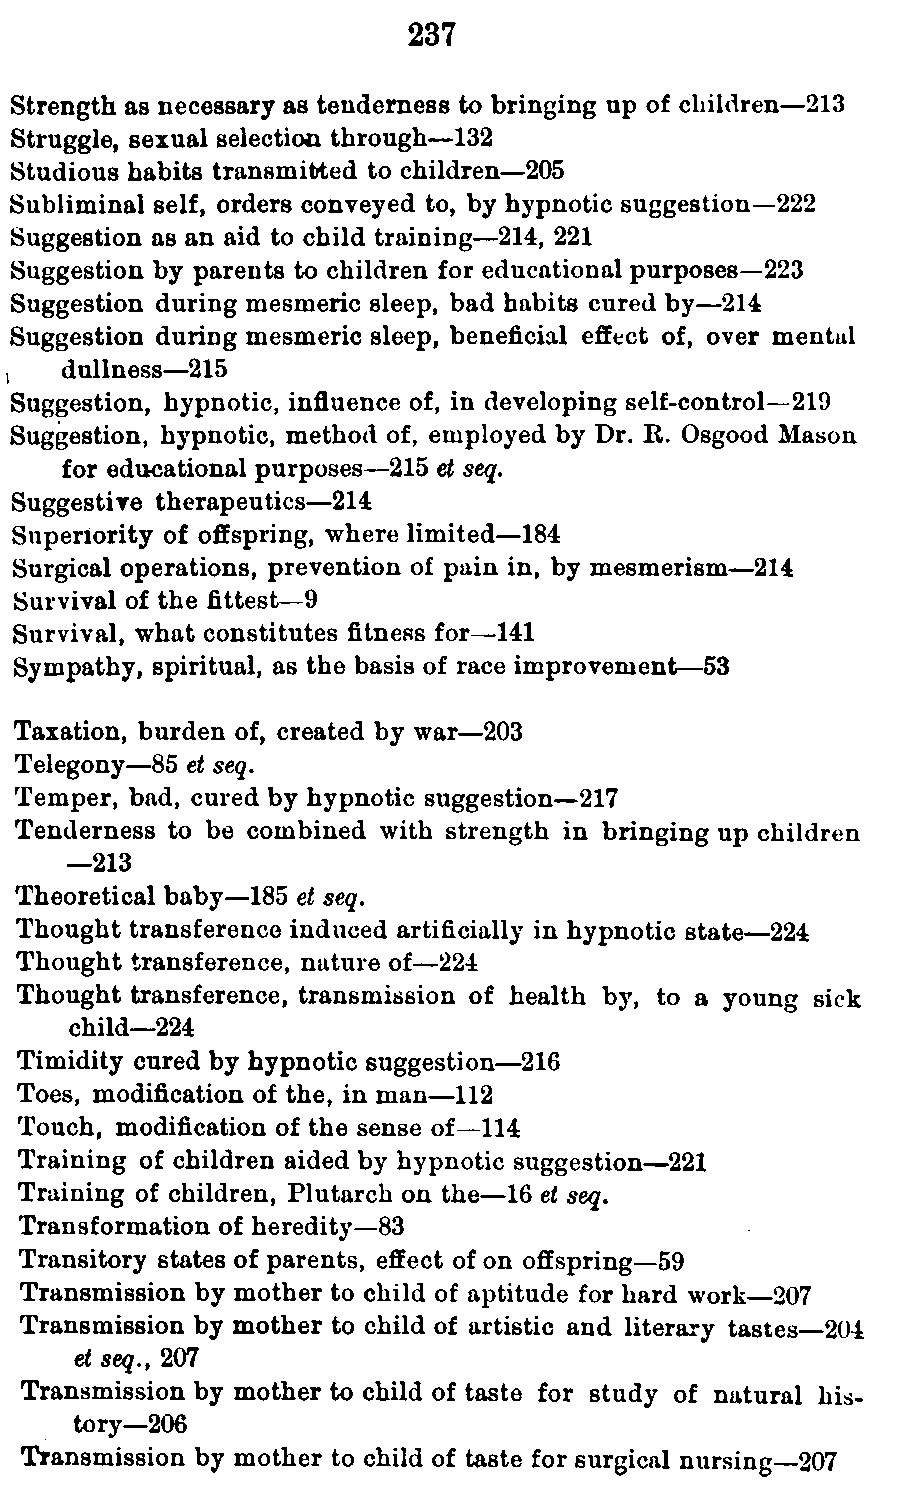 237
Strength as necessary as tenderness to bringing up of children—213
Struggle, sexual selection through—132
Studious habits transmitted to children—205
Subliminal self, orders conveyed to, by hypnotic suggestion—222
Suggestion as an aid to child training—214, 221
Suggestion by parents to children for educational purposes—223
Suggestion during mesmeric sleep, bad habits cured by—214
Suggestion during mesmeric sleep, beneficial effect of, over mental
dullness—215
Suggestion, hypnotic, influence of, in developing self-control—219
Suggestion, hypnotic, method of, employed by Dr. R. Osgood Mason
for educational purposes—215 et seq.
Suggestive therapeutics—214
Superiority of offspring, where limited—184
Surgical operations, prevention of pain in, by mesmerism—214
Survival of the fittest—9
Survival, what constitutes fitness for—141
Sympathy, spiritual, as the basis of race improvement—53
Taxation, burden of, created by war—203
Telegony—85 et seq.
Temper, bad, cured by hypnotic suggestion—217
Tenderness to be combined with strength in bringing up children
—213
Theoretical baby—185 et seq.
Thought transference induced artificially in hypnotic state—224
Thought transference, nature of—224
Thought transference, transmission of health by, to a young sick
child—224
Timidity cured by hypnotic suggestion—216
Toes, modification of the, in man—112
Touch, modification of the sense of—114
Training of children aided by hypnotic suggestion—221
Training of children, Plutarch on the—16 et seq.
Transformation of heredity—83
Transitory states of parents, effect of on offspring—59
Transmission by mother to child of aptitude for hard work—207
Transmission by mother to child of artistic and literary tastes—204
et seq., 207
Transmission by mother to child of taste for study of natural his-
tory—206
Transmission by mother to child of taste for surgical nursing—207